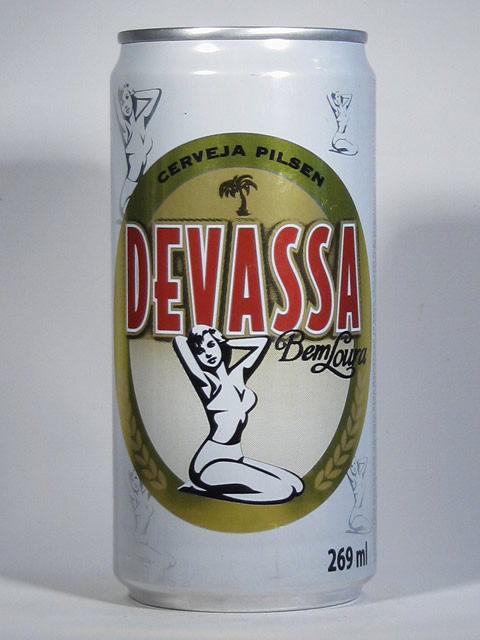 CERVEJA PILSEN
DEVASSA
Bem Loura
269 ml